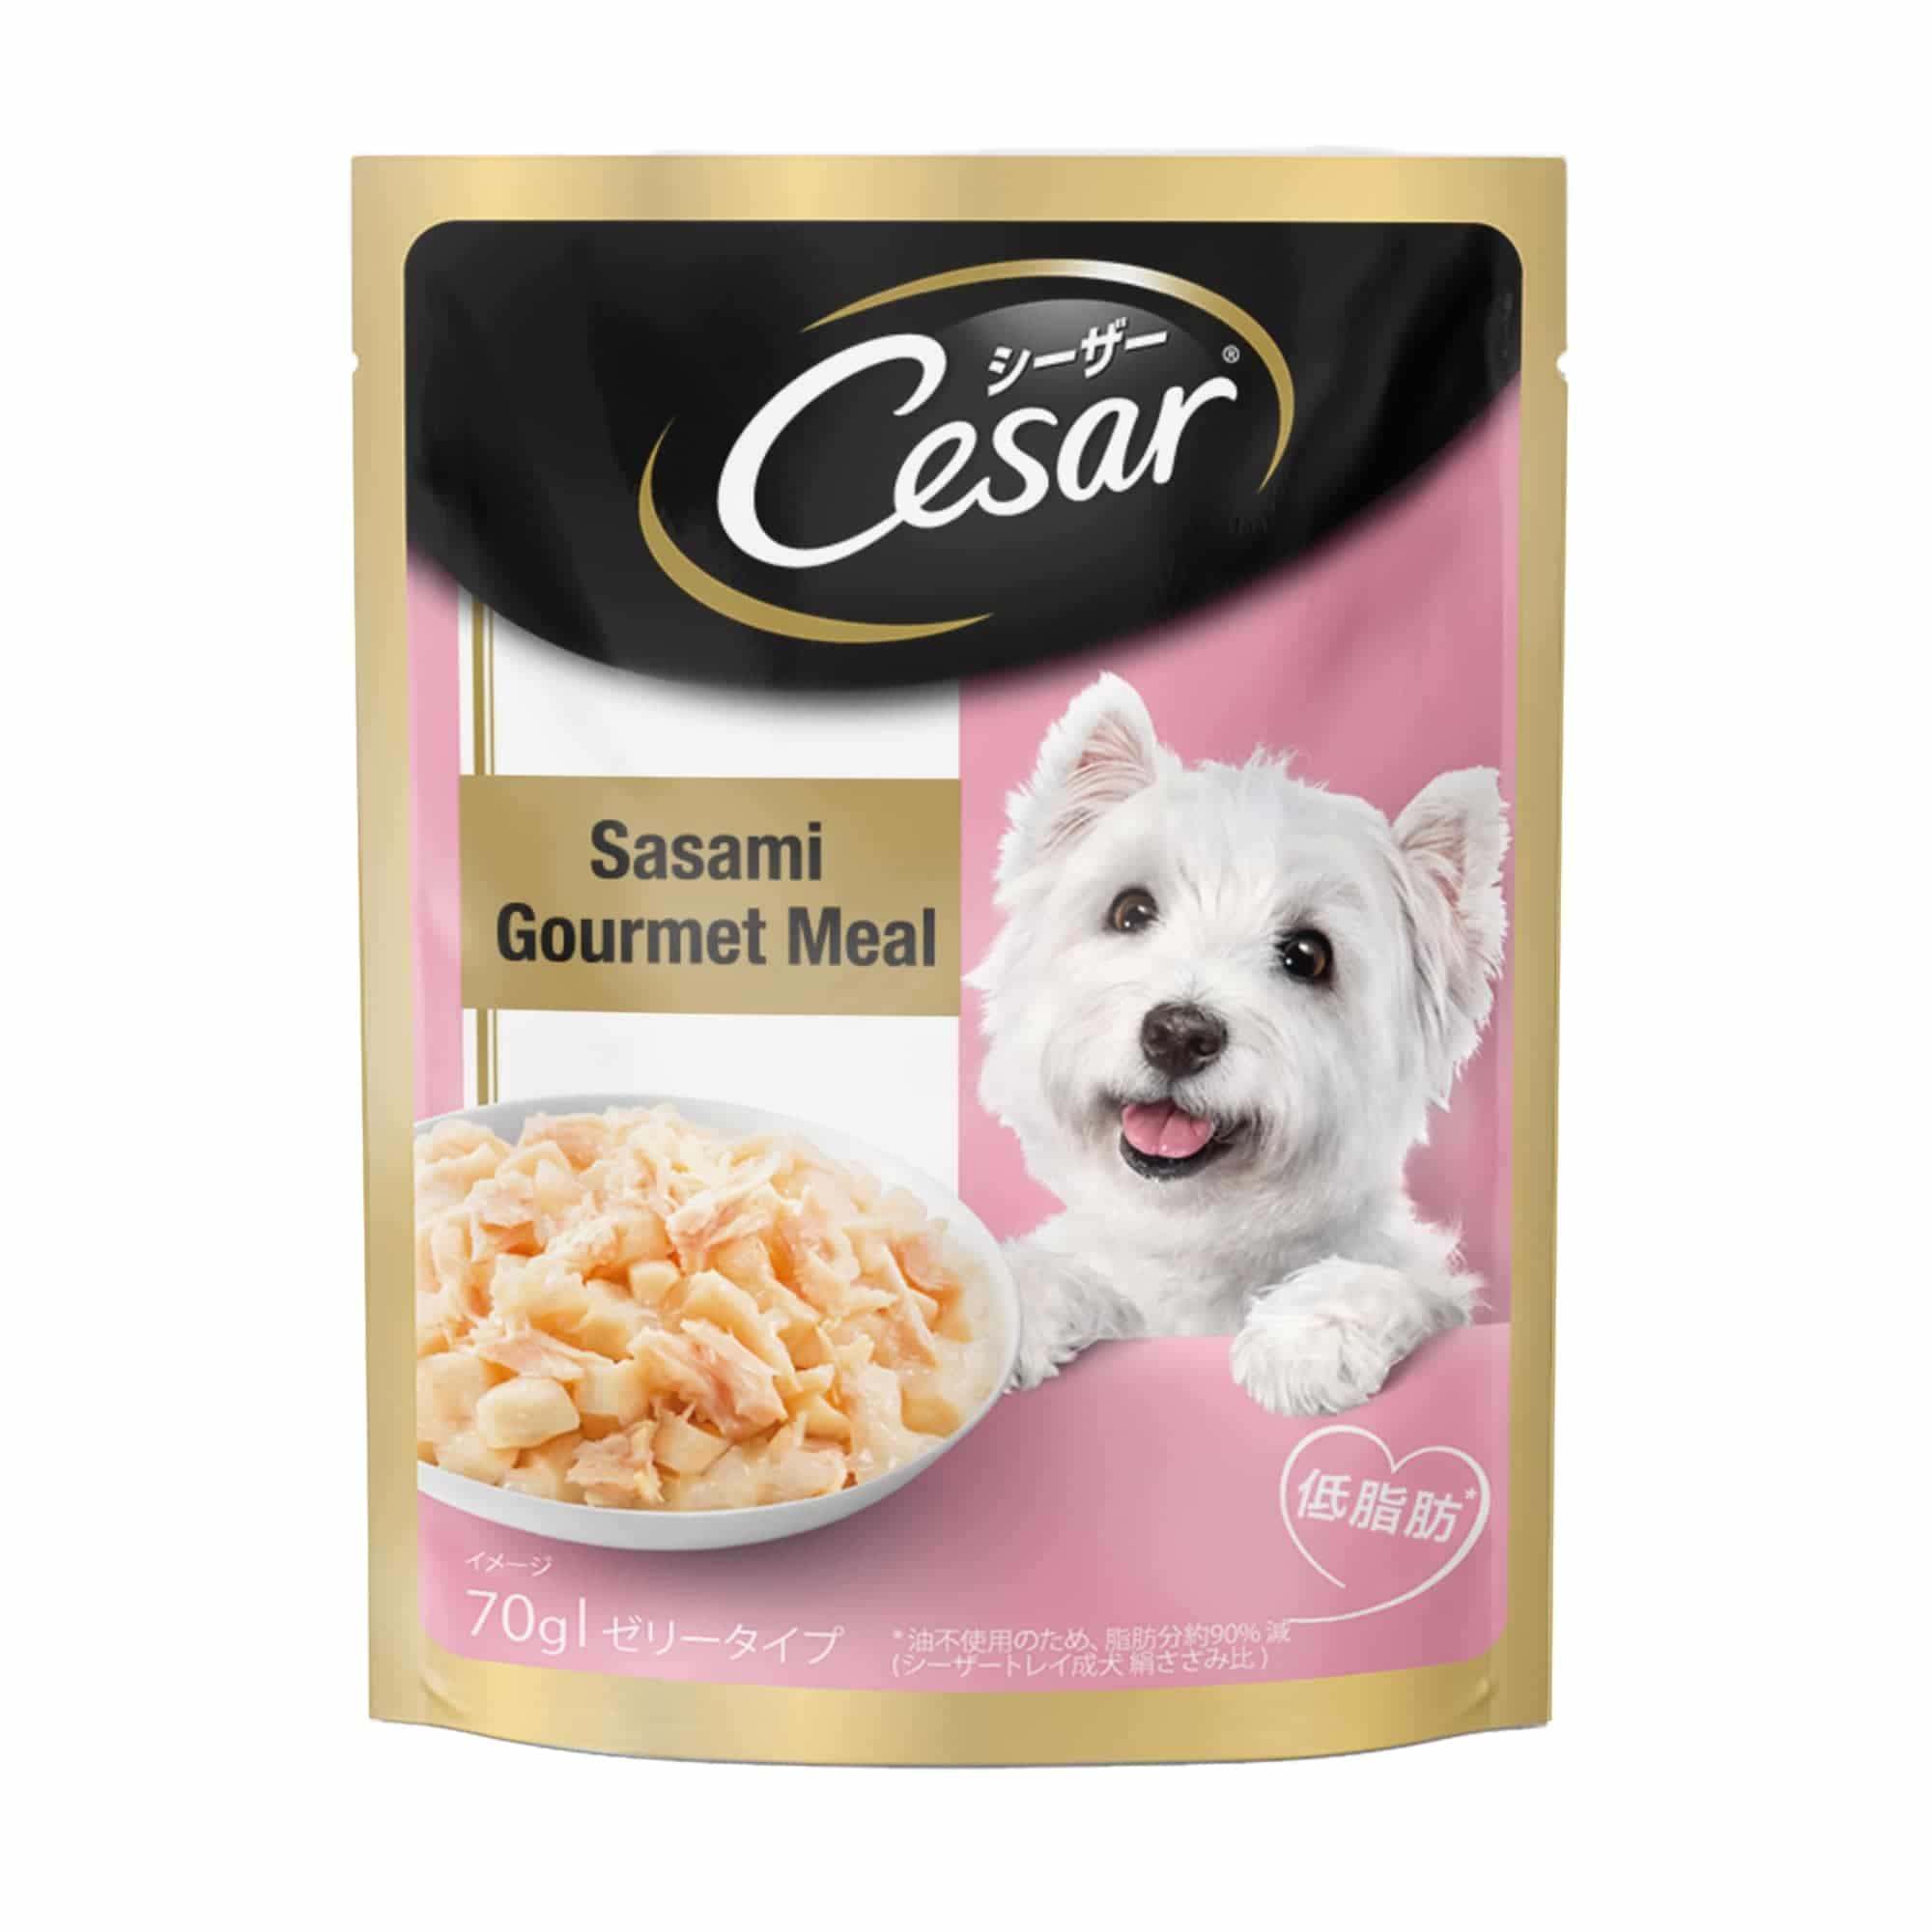 シーザー
Cesar®
Sasami
Gourmet Meal
低脂肪*
イメージ
70g| ゼリータイプ
*油不使用のため、脂肪分約90%減
(シーザートレイ成犬 絹ささみ比)